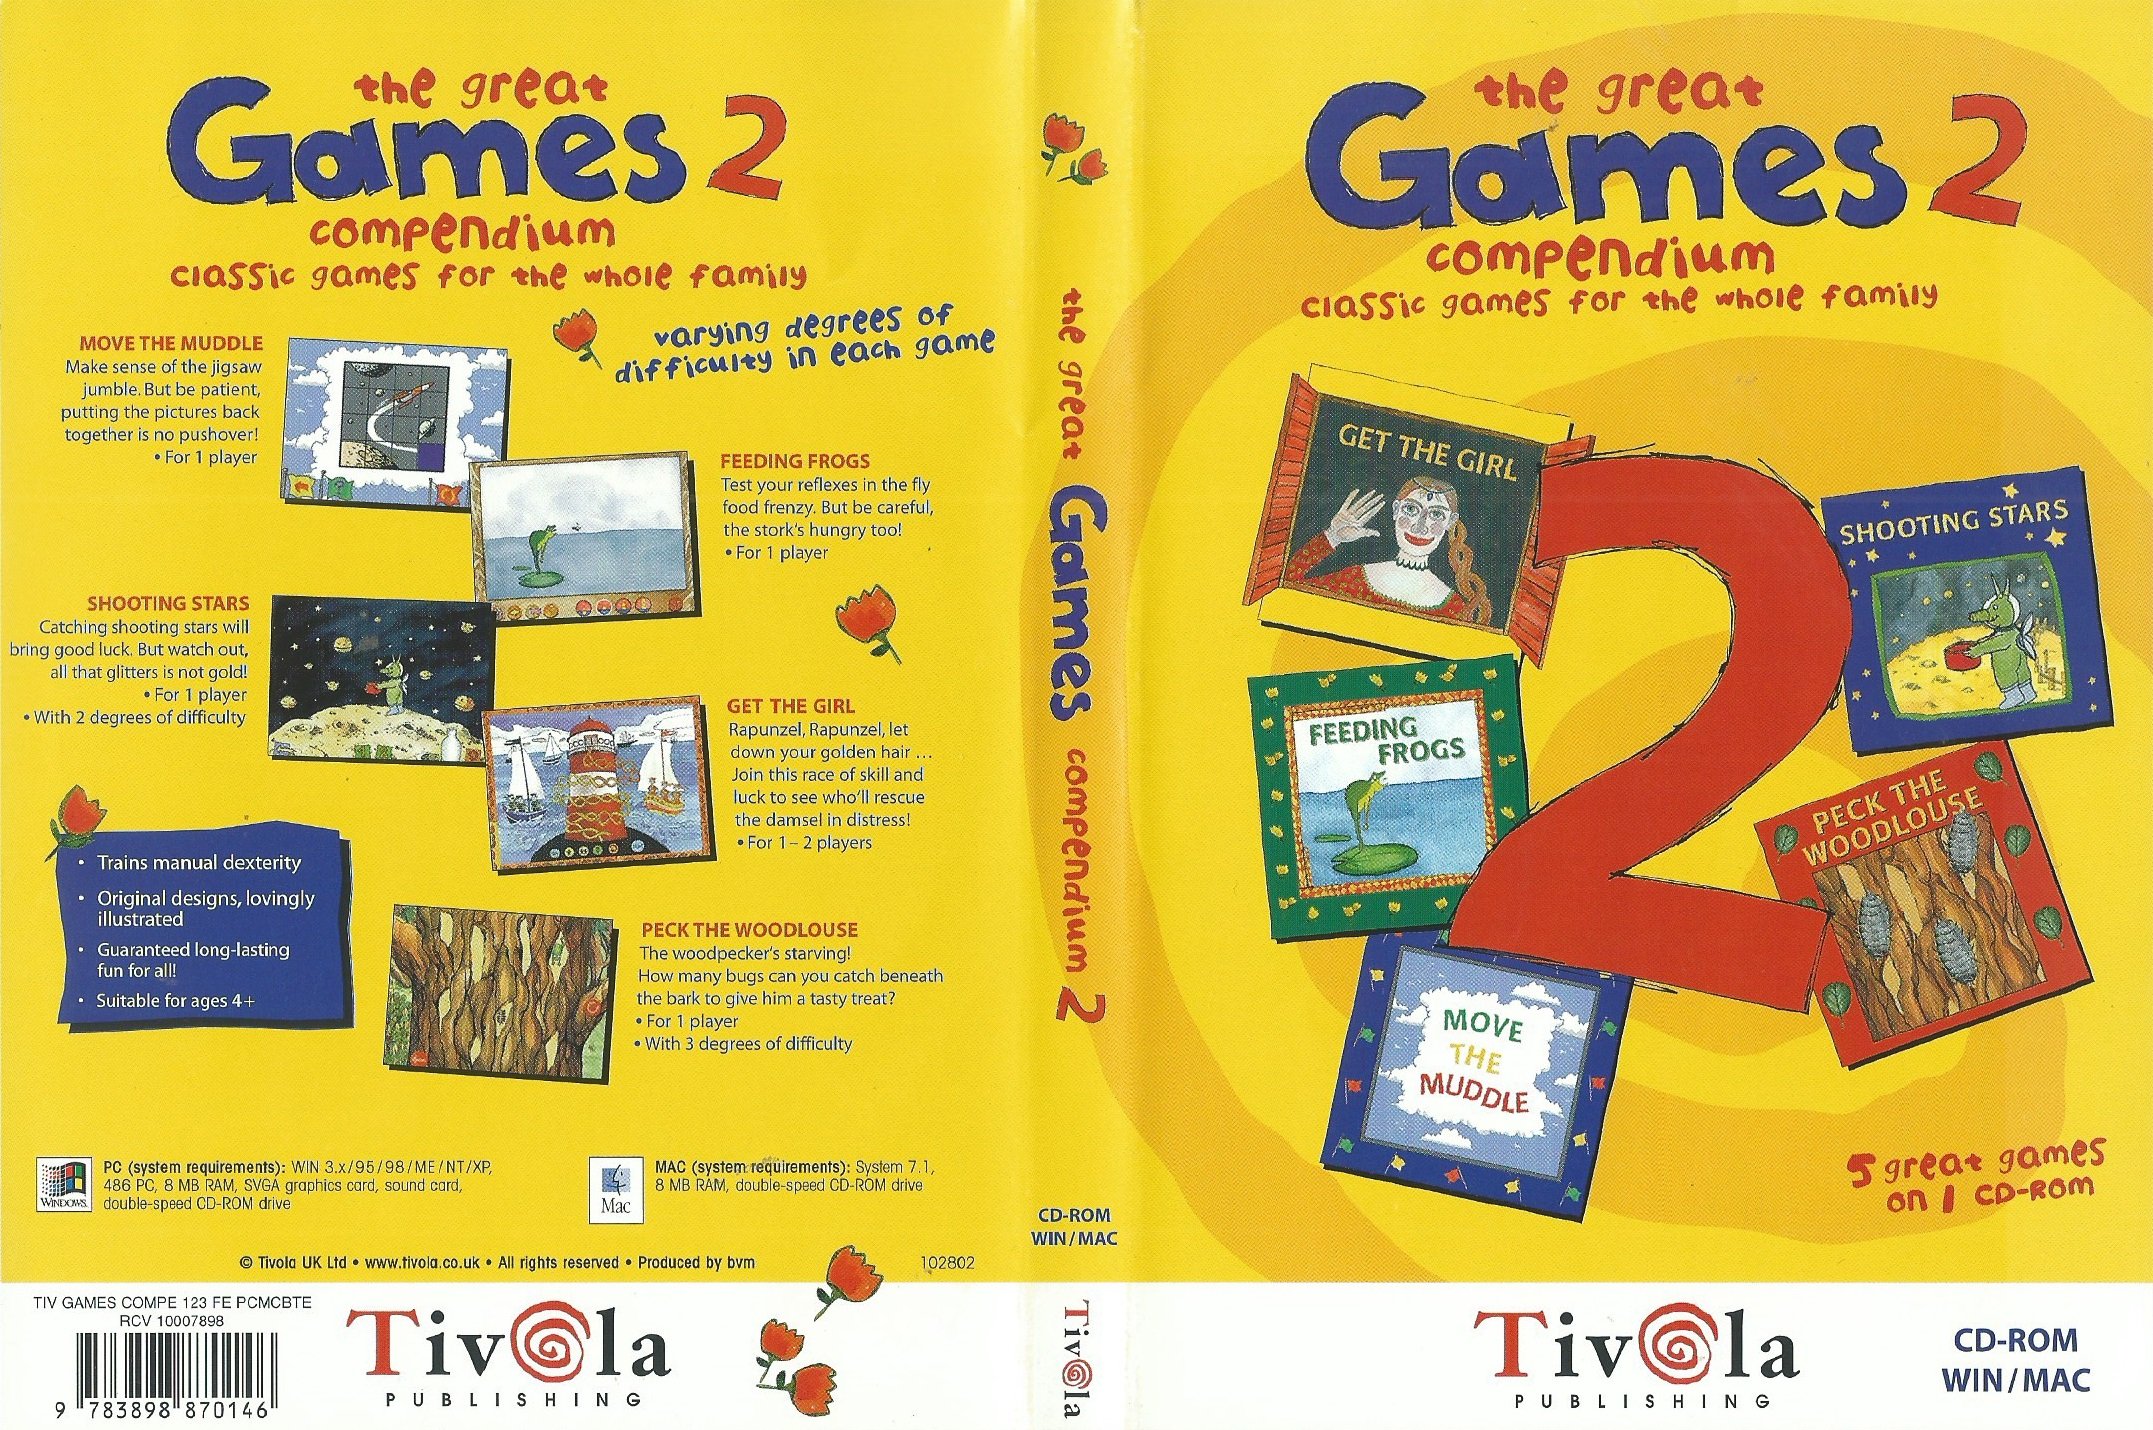 the great
Games 2
compendium
classic games for the whole family
varying degrees of
difficulty in each game
MOVE THE MUDDLE
Make sense of the jigsaw
jumble. But be patient,
putting the pictures back
together is no pushover!
• For 1 player
FEEDING FROGS
Test your reflexes in the fly
food frenzy. But be careful,
the stork's hungry too!
• For 1 player
SHOOTING STARS
Catching shooting stars will
bring good luck. But watch out,
all that glitters is not gold!
• For 1 player
• With 2 degrees of difficulty
GET THE GIRL
Rapunzel, Rapunzel, let
down your golden hair ...
Join this race of skill and
luck to see who'll rescue
the damsel in distress!
• For 1 – 2 players
• Trains manual dexterity
• Original designs, lovingly
illustrated
• Guaranteed long-lasting
fun for all!
• Suitable for ages 4+
PECK THE WOODLOUSE
The woodpecker's starving!
How many bugs can you catch beneath
the bark to give him a tasty treat?
• For 1 player
• With 3 degrees of difficulty
WINDOWS
PC (system requirements): WIN 3.x/95/98/ME/NT/XP,
486 PC, 8 MB RAM, SVGA graphics card, sound card,
double-speed CD-ROM drive
Mac
MAC (system requirements): System 7.1,
8 MB RAM, double-speed CD-ROM drive
© Tivola UK Ltd • www.tivola.co.uk • All rights reserved • Produced by bvm
102802
TIV GAMES COMPE 123 FE PCMCBTE
RCV 10007898
9 783898 870146
Tivola
PUBLISHING
the great Games compendium 2
CD-ROM
WIN/MAC
Tivola
the great
Games 2
compendium
classic games for the whole family
GET THE GIRL
SHOOTING STARS
FEEDING
FROGS
PECK THE
WOODLOUSE
MOVE
THE
MUDDLE
2
5 great games
on 1 CD-ROM
Tivola
PUBLISHING
CD-ROM
WIN/MAC